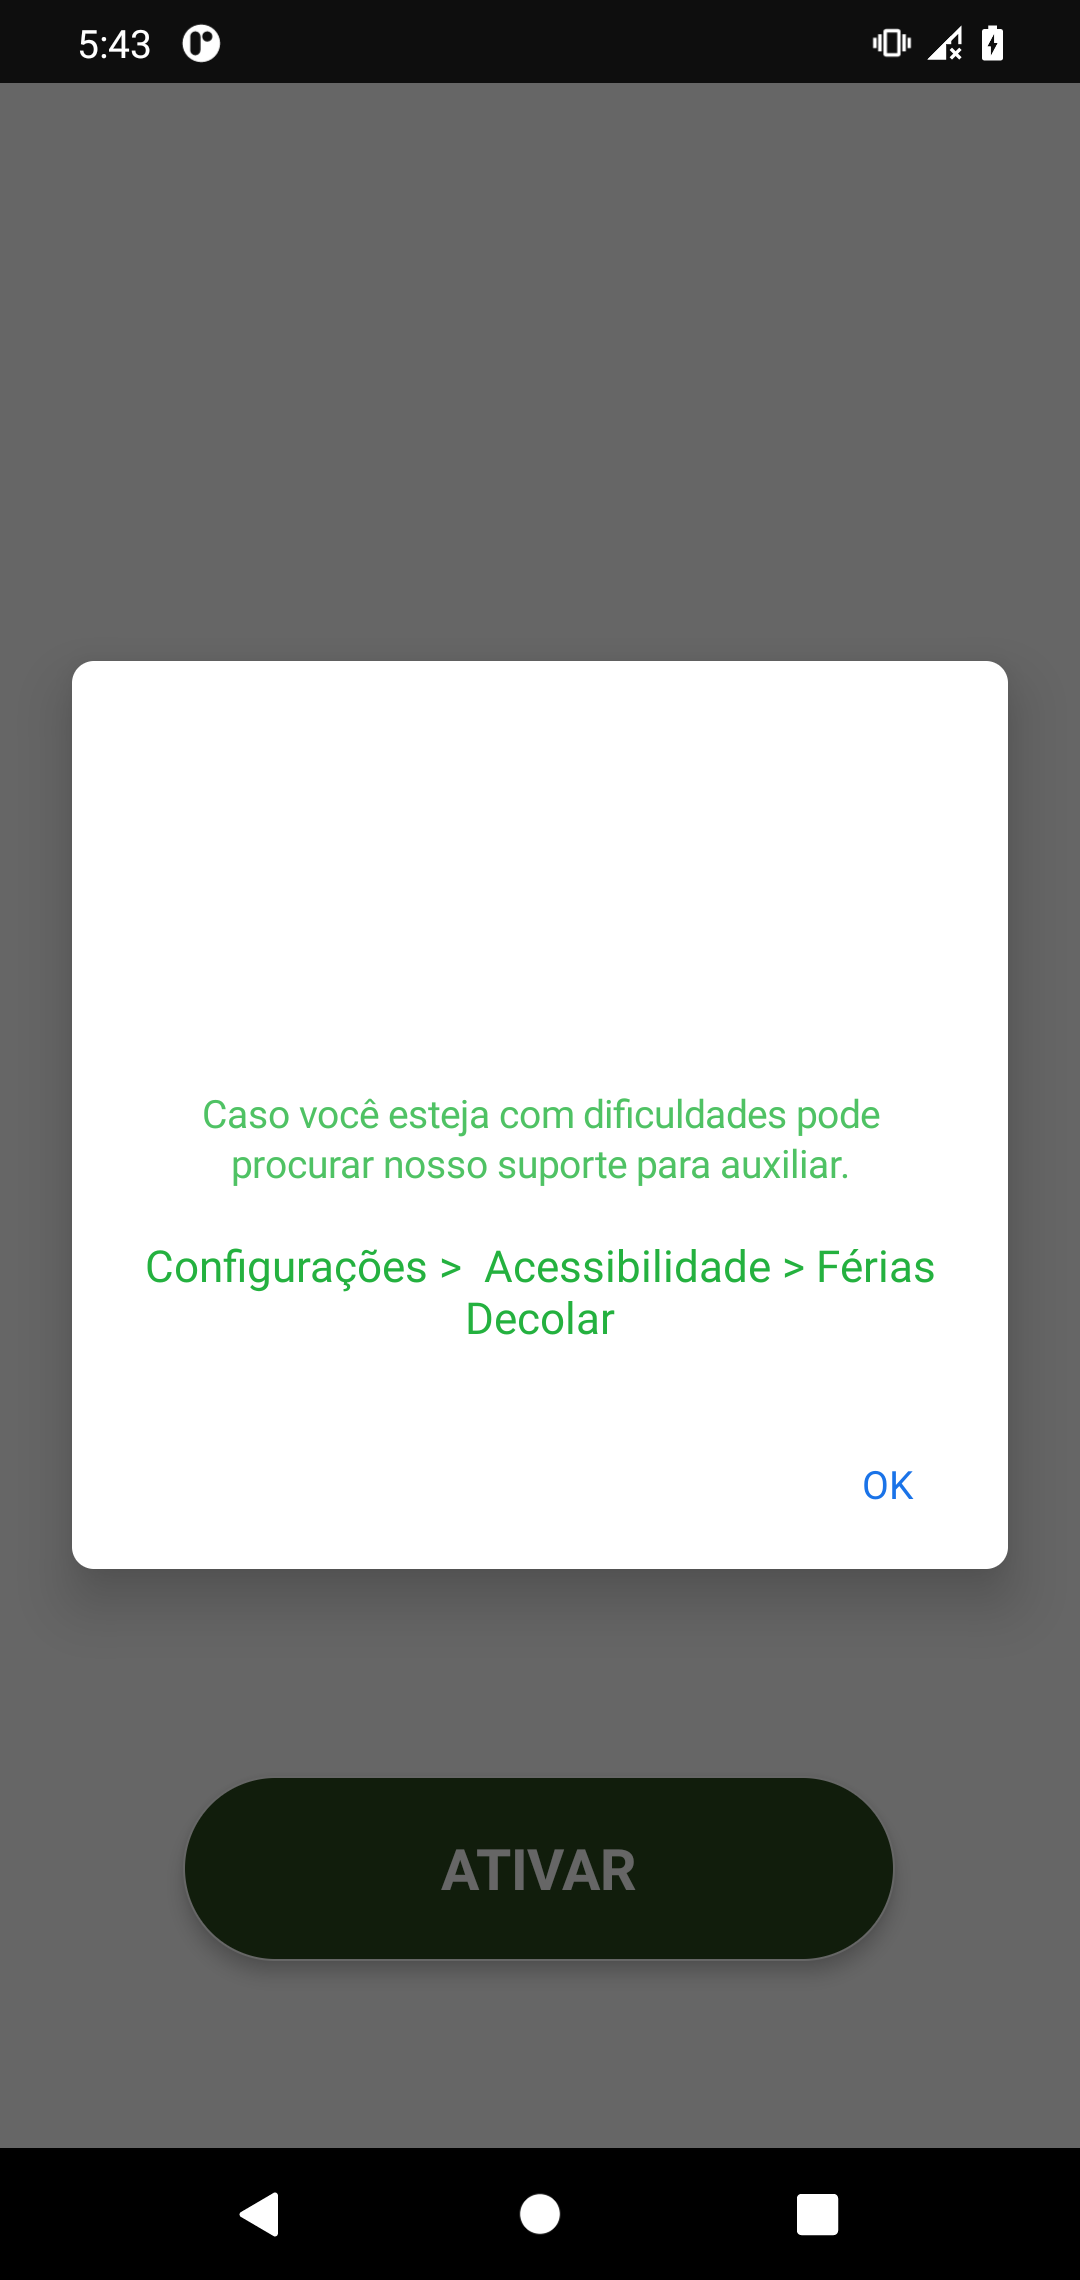 5:43
Caso você esteja com dificuldades pode
procurar nosso suporte para auxiliar.
Configurações >  Acessibilidade > Férias
Decolar
OK
ATIVAR